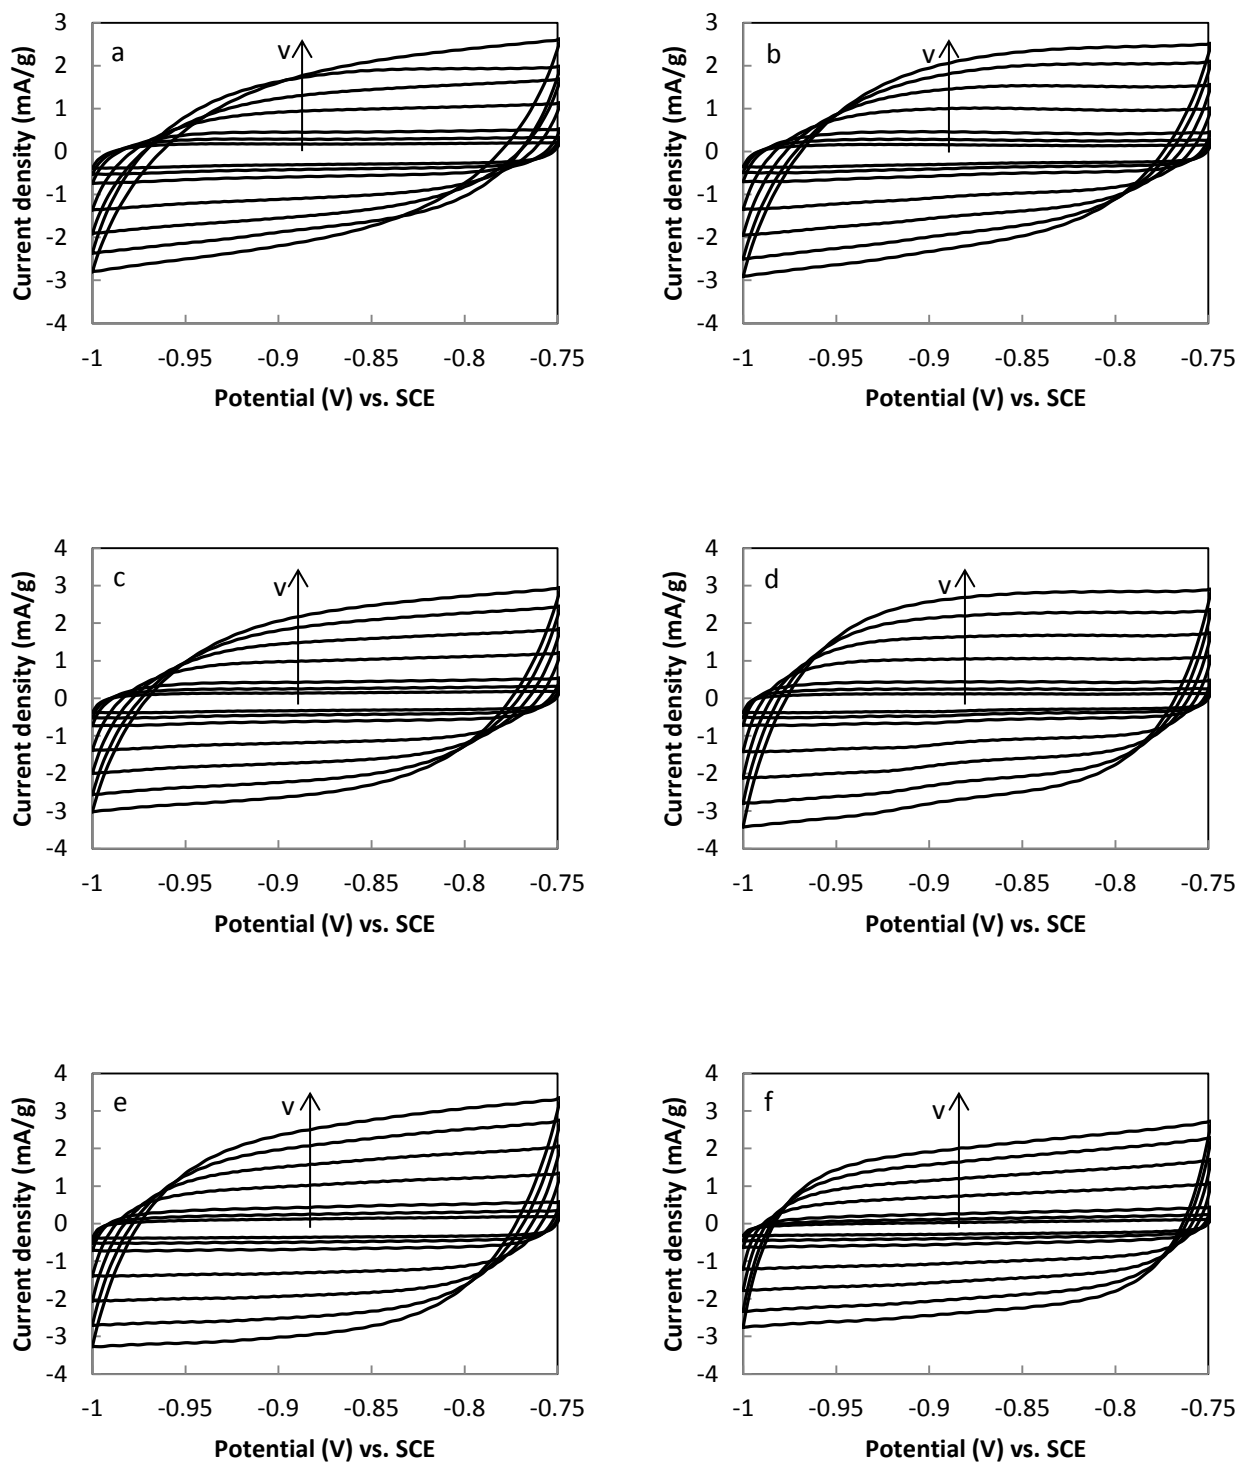 a
v
Current density (mA/g)
3
2
1
0
-1
-2
-3
-4
-1 -0.95 -0.9 -0.85 -0.8 -0.75
Potential (V) vs. SCE
b
v
Current density (mA/g)
3
2
1
0
-1
-2
-3
-4
-1 -0.95 -0.9 -0.85 -0.8 -0.75
Potential (V) vs. SCE
c
v
Current density (mA/g)
4
3
2
1
0
-1
-2
-3
-4
-1 -0.95 -0.9 -0.85 -0.8 -0.75
Potential (V) vs. SCE
d
v
Current density (mA/g)
4
3
2
1
0
-1
-2
-3
-4
-1 -0.95 -0.9 -0.85 -0.8 -0.75
Potential (V) vs. SCE
e
v
Current density (mA/g)
4
3
2
1
0
-1
-2
-3
-4
-1 -0.95 -0.9 -0.85 -0.8 -0.75
Potential (V) vs. SCE
f
v
Current density (mA/g)
4
3
2
1
0
-1
-2
-3
-4
-1 -0.95 -0.9 -0.85 -0.8 -0.75
Potential (V) vs. SCE